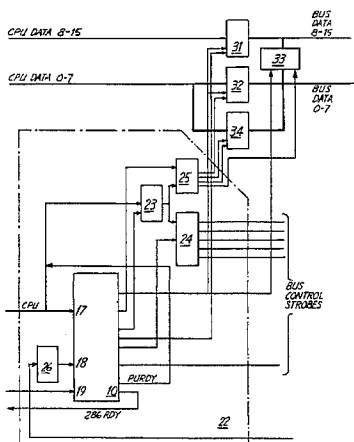 BUS
DATA
8-15
CPU DATA 8-15
31
33
CPU DATA 0-7
32
BUS
DATA
0-7
34
25
23
24
BUS
CONTROL
STROBES
CPU
17
18
26
PURDY
19
10
286 RDY
22